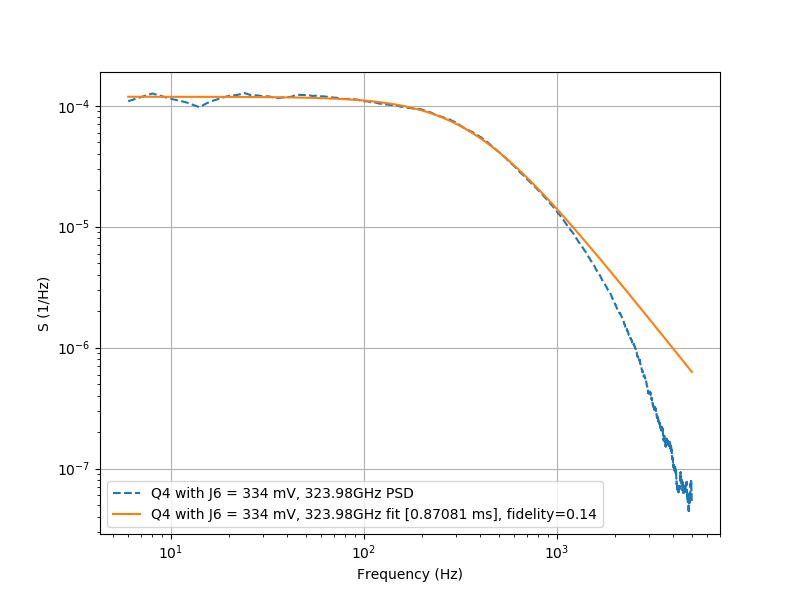 10⁻⁴
10⁻⁵
10⁻⁶
10⁻⁷
S (1/Hz)
Q4 with J6 = 334 mV, 323.98GHz PSD
Q4 with J6 = 334 mV, 323.98GHz fit [0.87081 ms], fidelity=0.14
10¹ 10² 10³
Frequency (Hz)